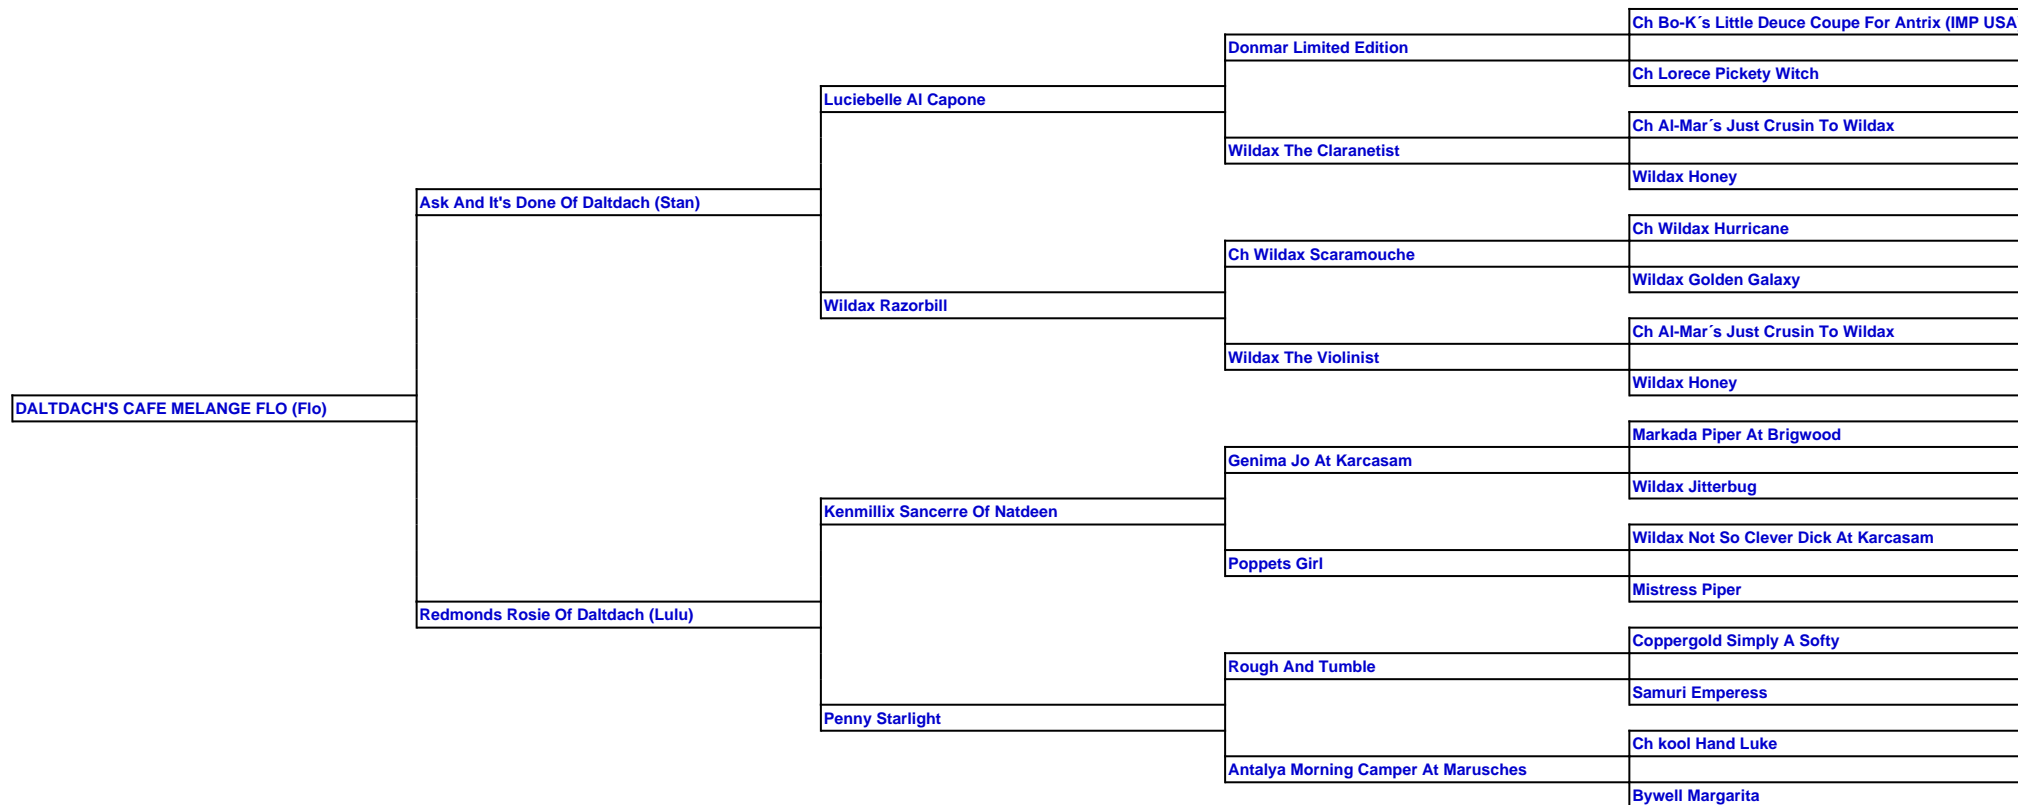 Ch Bo-K´s Little Deuce Coupe For Antrix (IMP USA
Donmar Limited Edition
Ch Lorece Pickety Witch
Luciebelle Al Capone
Ch Al-Mar´s Just Crusin To Wildax
Wildax The Claranetist
Wildax Honey
Ask And It's Done Of Daltdach (Stan)
Ch Wildax Hurricane
Ch Wildax Scaramouche
Wildax Golden Galaxy
Wildax Razorbill
Ch Al-Mar´s Just Crusin To Wildax
Wildax The Violinist
Wildax Honey
DALTDACH'S CAFE MELANGE FLO (Flo)
Markada Piper At Brigwood
Genima Jo At Karcasam
Wildax Jitterbug
Kenmillix Sancerre Of Natdeen
Wildax Not So Clever Dick At Karcasam
Poppets Girl
Mistress Piper
Redmonds Rosie Of Daltdach (Lulu)
Coppergold Simply A Softy
Rough And Tumble
Samuri Emperess
Penny Starlight
Ch kool Hand Luke
Antalya Morning Camper At Marusches
Bywell Margarita